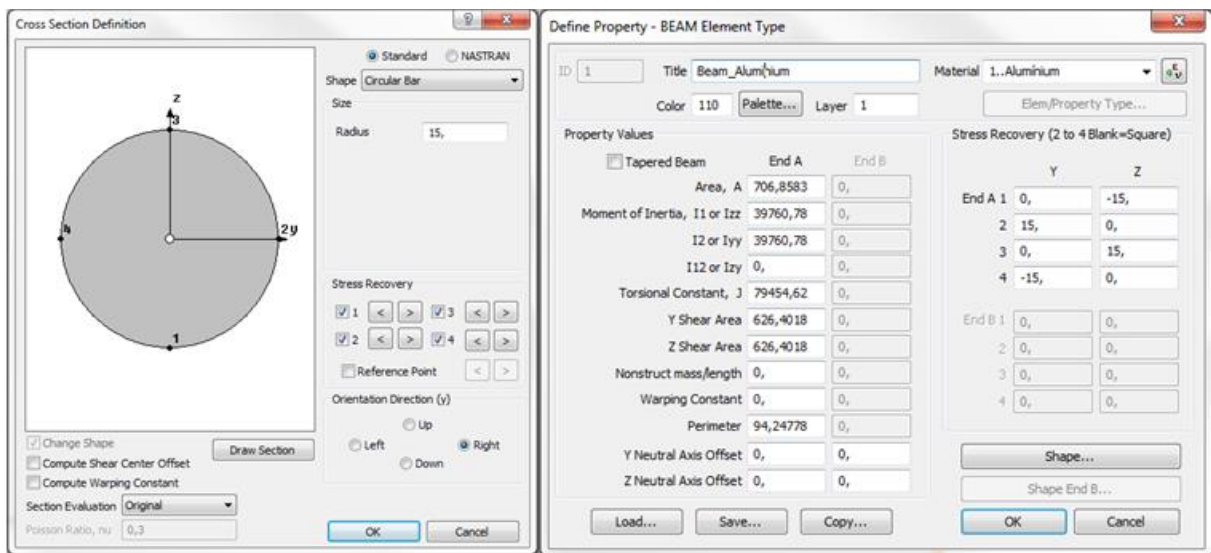 Cross Section Definition
Standard NASTRAN
Shape Circular Bar
Size
Radius 15,
z
3
4
2y
1
Stress Recovery
1 < > 3 < >
2 < > 4 < >
Reference Point < >
Orientation Direction (y)
Up
Left Right
Down
Change Shape
Draw Section
Compute Shear Center Offset
Compute Warping Constant
Section Evaluation Original
Poisson Ratio, nu 0,3
OK Cancel
Define Property - BEAM Element Type
ID 1 Title Beam_Aluminium Material 1..Aluminium
Color 110 Palette... Layer 1 Elem/Property Type...
Property Values
Tapered Beam End A End B
Area, A 706,8583 0,
Moment of Inertia, I1 or Izz 39760,78 0,
I2 or Iyy 39760,78 0,
I12 or Izy 0, 0,
Torsional Constant, J 79454,62 0,
Y Shear Area 626,4018 0,
Z Shear Area 626,4018 0,
Nonstruct mass/length 0, 0,
Warping Constant 0, 0,
Perimeter 94,24778 0,
Y Neutral Axis Offset 0, 0,
Z Neutral Axis Offset 0, 0,
Stress Recovery (2 to 4 Blank=Square)
Y Z
End A 1 0, -15,
2 15, 0,
3 0, 15,
4 -15, 0,
End B 1 0, 0,
2 0, 0,
3 0, 0,
4 0, 0,
Shape...
Shape End B...
Load... Save... Copy... OK Cancel